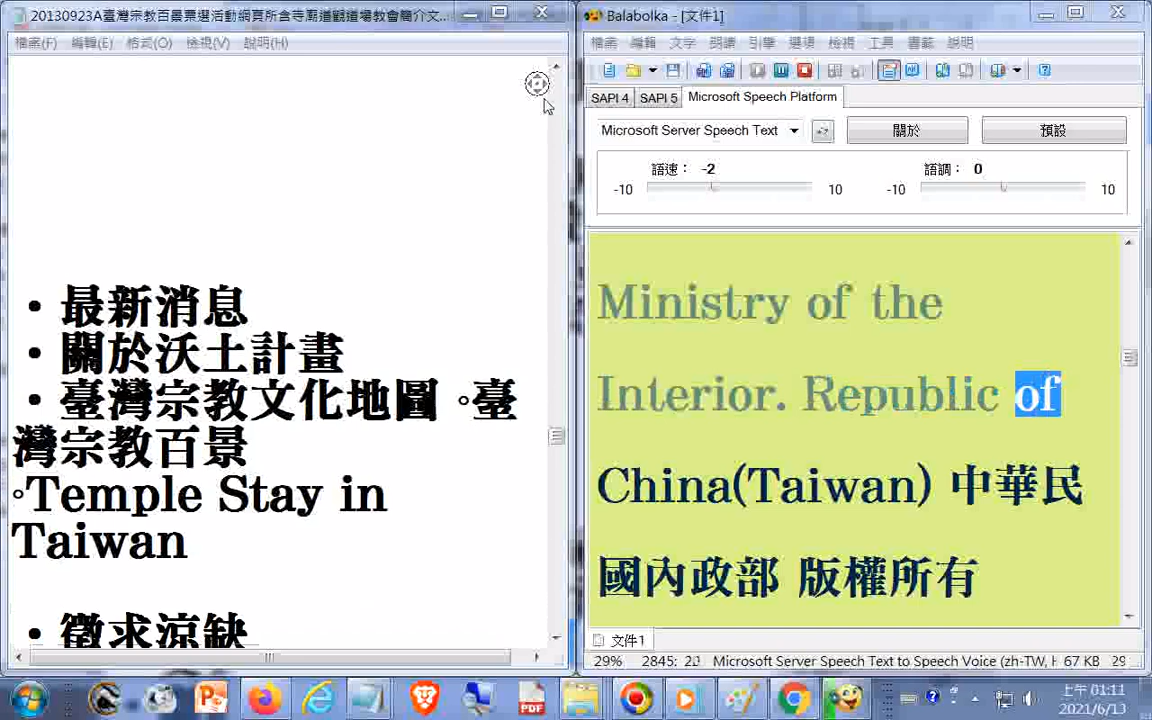 20130923A臺灣宗教百景票選活動網頁所含寺廟道觀道場教會簡介文...
檔案(F) 編輯(E) 格式(O) 檢視(V) 說明(H)
• 最新消息
• 關於沃土計畫
• 臺灣宗教文化地圖 ◦臺
灣宗教百景
◦Temple Stay in
Taiwan
• 徵求涼缺
Balabolka - [文件1]
檔案 編輯 文字 朗讀 引擎 選項 檢視 工具 書籤 說明
SAPI 4 SAPI 5 Microsoft Speech Platform
Microsoft Server Speech Text 關於 預設
語速： -2 語調： 0
-10 10 -10 10
Ministry of the
Interior. Republic of
China(Taiwan) 中華民
國內政部 版權所有
文件1
29% Microsoft Server Speech Text to Speech Voice (zh-TW, 67 KB 29
上午 01:11
2021/6/13